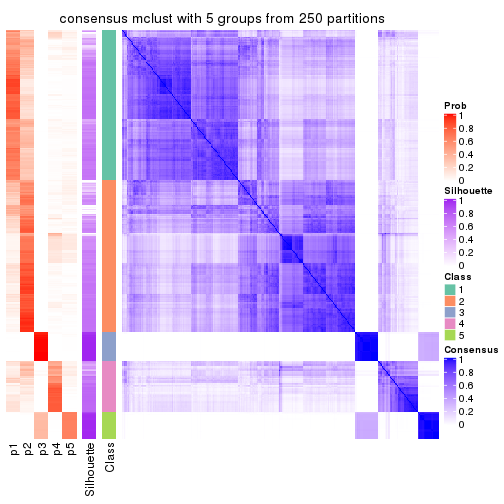 consensus mclust with 5 groups from 250 partitions
Prob
1
0.8
0.6
0.4
0.2
0
Silhouette
1
0.8
0.6
0.4
0.2
0
Class
1
2
3
4
5
Consensus
1
0.8
0.6
0.4
0.2
0
p1
p2
p3
p4
p5
Silhouette
Class